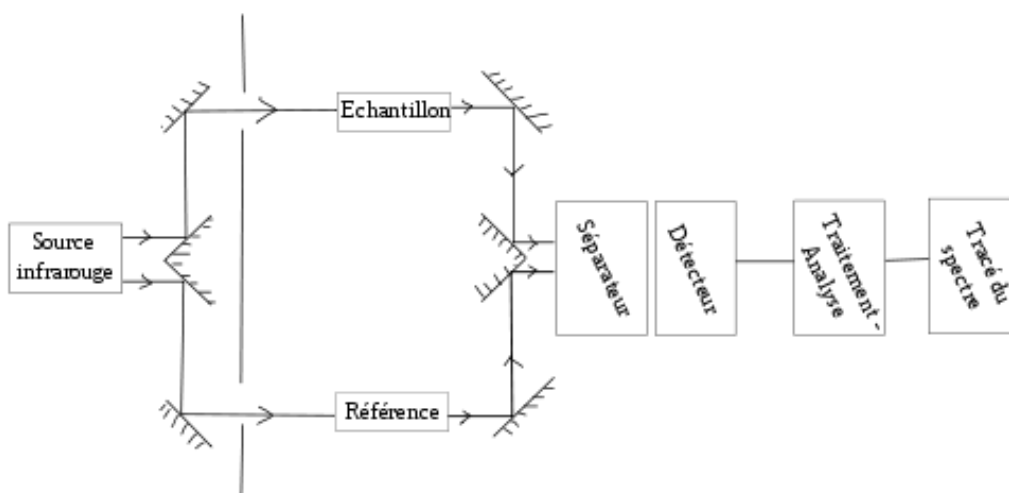 Echantillon
Source
infrarouge
Séparateur
Détecteur
Traitement -
Analyse
Tracé du
spectre
Référence